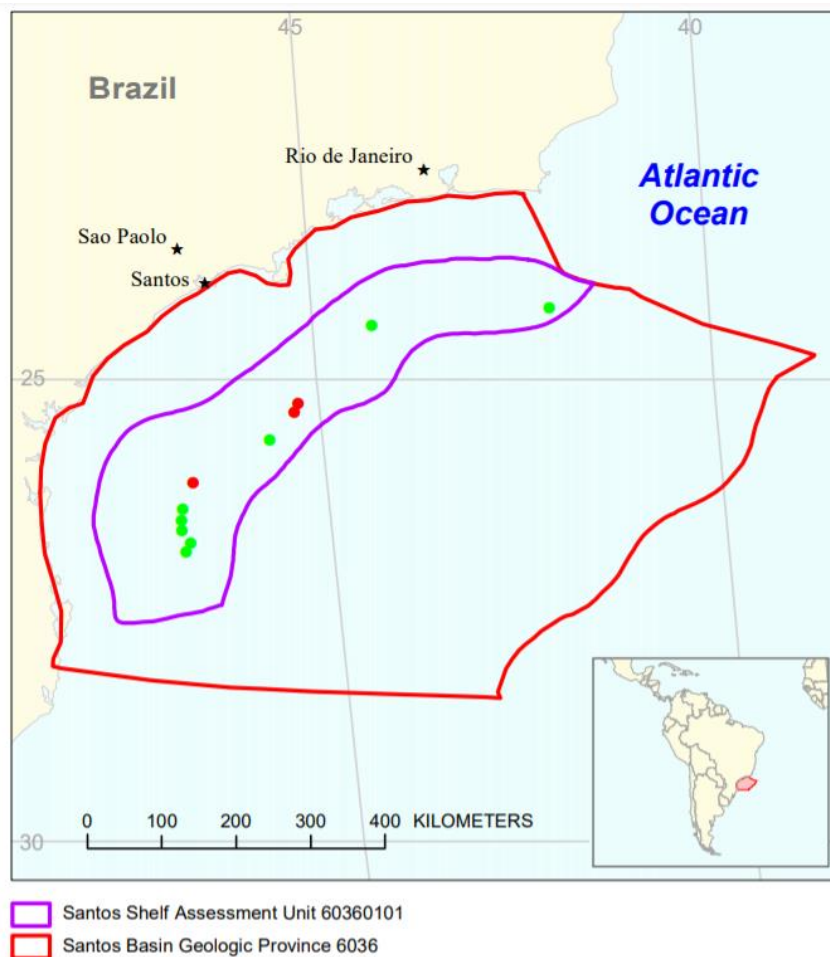 45
40
Brazil
Rio de Janeiro
Atlantic
Ocean
Sao Paolo
Santos
25
0 100 200 300 400 KILOMETERS
30
Santos Shelf Assessment Unit 60360101
Santos Basin Geologic Province 6036